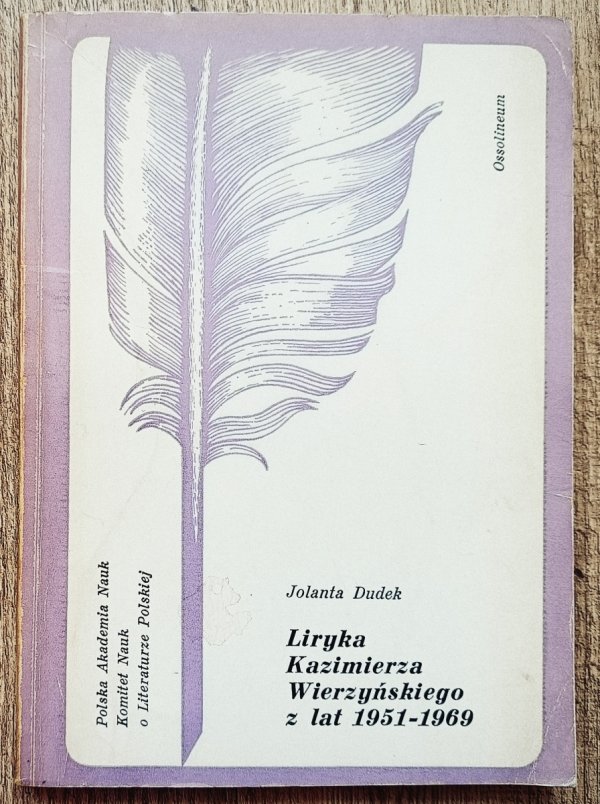 Ossolineum
Polska Akademia Nauk
Komitet Nauk
o Literaturze Polskiej
Jolanta Dudek
Liryka
Kazimierza
Wierzyńskiego
z lat 1951-1969